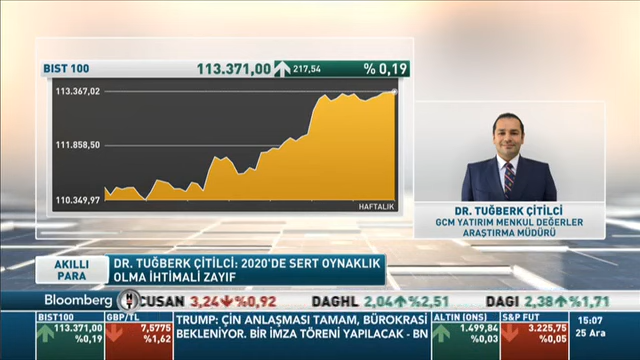 BIST 100 113.371,00 217,54 % 0,19
113.367,02
111.858,50
110.349,97
HAFTALIK
DR. TUĞBERK ÇİTİLCİ
GCM YATIRIM MENKUL DEĞERLER
ARAŞTIRMA MÜDÜRÜ
AKILLI
PARA
DR. TUĞBERK ÇİTİLCİ: 2020'DE SERT OYNAKLIK
OLMA İHTİMALİ ZAYIF
Bloomberg HT CUSAN 3,24 %0,92 DAGHL 2,04 %2,51 DAGI 2,38 %1,71
BIST100
113.371,00
%0,19
GBP/TL
7,5775
%1,62
TRUMP: ÇİN ANLAŞMASI TAMAM, BÜROKRASİ
BEKLENİYOR. BİR İMZA TÖRENİ YAPILACAK - BN
ALTIN (ONS)
1.499,84
%0,03
S&P FUT
3.225,75
%0,05
15:07
25 Ara